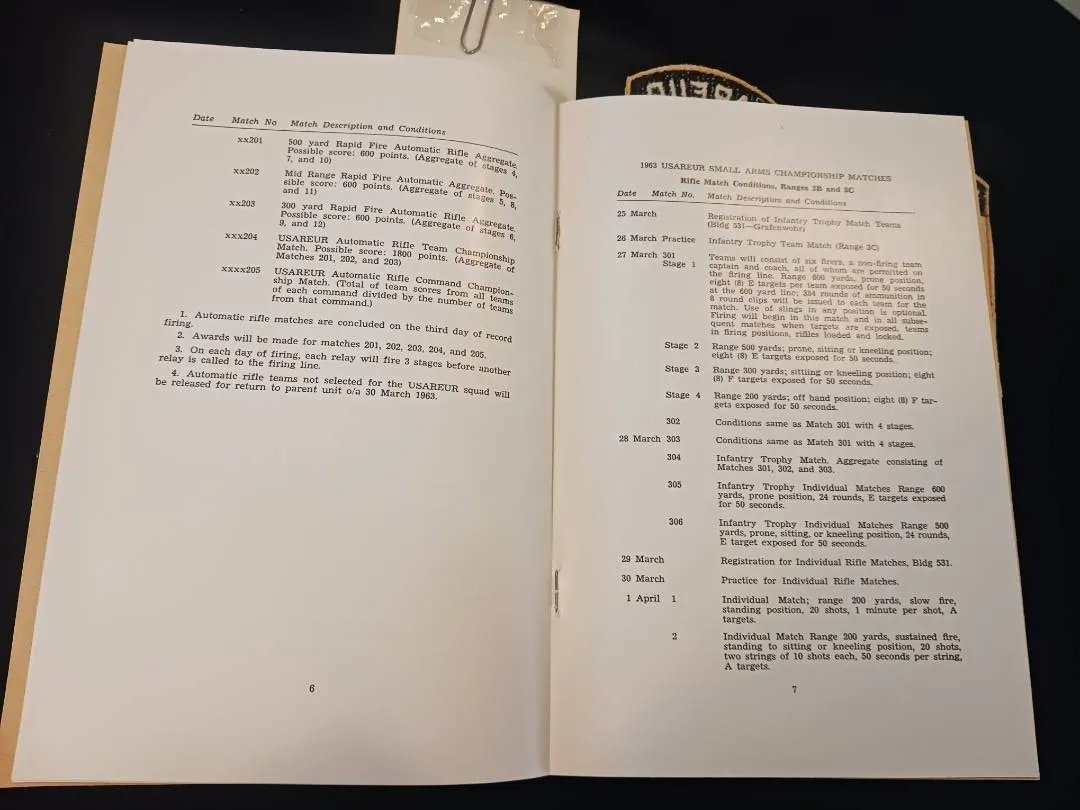 Date Match No Match Description and Conditions
xx201 500 yard Rapid Fire Automatic Rifle Aggregate.
Possible score: 600 points. (Aggregate of stages 4,
7, and 10)
xx202 Mid Range Rapid Fire Automatic Aggregate. Pos-
sible score: 600 points. (Aggregate of stages 5, 8,
and 11)
xx203 300 yard Rapid Fire Automatic Rifle Aggregate.
Possible score: 600 points. (Aggregate of stages 6,
9, and 12)
xxx204 USAREUR Automatic Rifle Team Championship
Match. Possible score: 1800 points. (Aggregate of
Matches 201, 202, and 203)
xxxx205 USAREUR Automatic Rifle Command Champion-
ship Match. (Total of team scores from all teams
of each command divided by the number of teams
from that command.)
1. Automatic rifle matches are concluded on the third day of record
firing.
2. Awards will be made for matches 201, 202, 203, 204, and 205.
3. On each day of firing, each relay will fire 3 stages before another
relay is called to the firing line.
4. Automatic rifle teams not selected for the USAREUR squad will
be released for return to parent unit o/a 30 March 1963.
6
1963 USAREUR SMALL ARMS CHAMPIONSHIP MATCHES
Rifle Match Conditions, Ranges 3B and 3C
Date Match No. Match Description and Conditions
25 March Registration of Infantry Trophy Match Teams
(Bldg 531—Grafenwohr)
26 March Practice Infantry Trophy Team Match (Range 3C)
27 March 301 Teams will consist of six firers, a non-firing team
Stage 1 captain and coach, all of whom are permitted on
the firing line. Range 600 yards, prone position,
eight (8) E targets per team exposed for 50 seconds
at the 600 yard line; 384 rounds of ammunition in
8 round clips will be issued to each team for the
match. Use of slings in any position is optional.
Firing will begin in this match and in all subse-
quent matches when targets are exposed, teams
in firing positions, rifles loaded and locked.
Stage 2 Range 500 yards; prone, sitting or kneeling position;
eight (8) E targets exposed for 50 seconds.
Stage 3 Range 300 yards; sittiing or kneeling position; eight
(8) F targets exposed for 50 seconds.
Stage 4 Range 200 yards; off hand position; eight (8) F tar-
gets exposed for 50 seconds.
302 Conditions same as Match 301 with 4 stages.
28 March 303 Conditions same as Match 301 with 4 stages.
304 Infantry Trophy Match, Aggregate consisting of
Matches 301, 302, and 303.
305 Infantry Trophy Individual Matches Range 600
yards, prone position, 24 rounds, E targets exposed
for 50 seconds.
306 Infantry Trophy Individual Matches Range 500
yards, prone, sitting, or kneeling position, 24 rounds,
E target exposed for 50 seconds.
29 March Registration for Individual Rifle Matches, Bldg 531.
30 March Practice for Individual Rifle Matches.
1 April 1 Individual Match; range 200 yards, slow fire,
standing position, 20 shots, 1 minute per shot, A
targets.
2 Individual Match Range 200 yards, sustained fire,
standing to sitting or kneeling position, 20 shots,
two strings of 10 shots each, 50 seconds per string,
A targets.
7